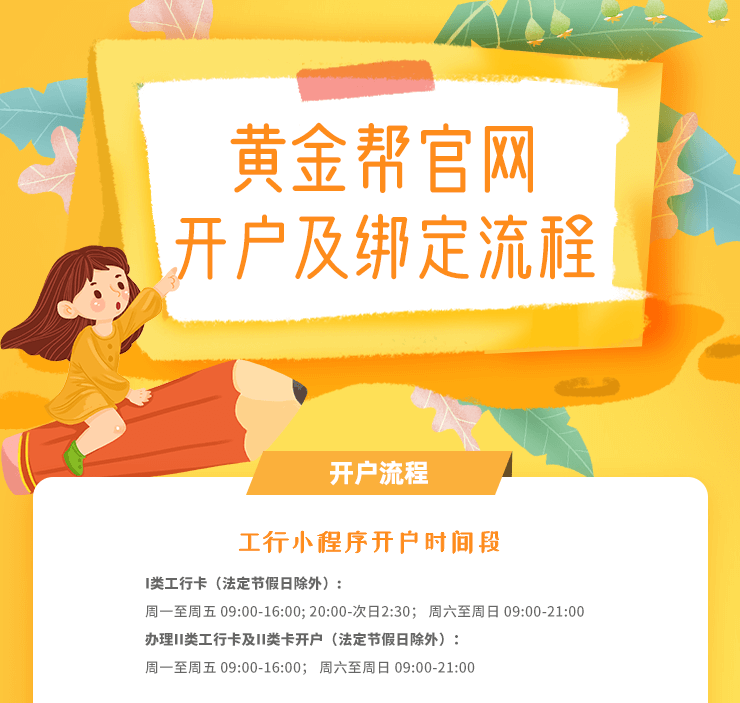 黄金帮官网
开户及绑定流程
开户流程
工行小程序开户时间段
I类工行卡（法定节假日除外）:
周一至周五 09:00-16:00; 20:00-次日2:30； 周六至周日 09:00-21:00
办理II类工行卡及II类卡开户（法定节假日除外）：
周一至周五 09:00-16:00； 周六至周日 09:00-21:00